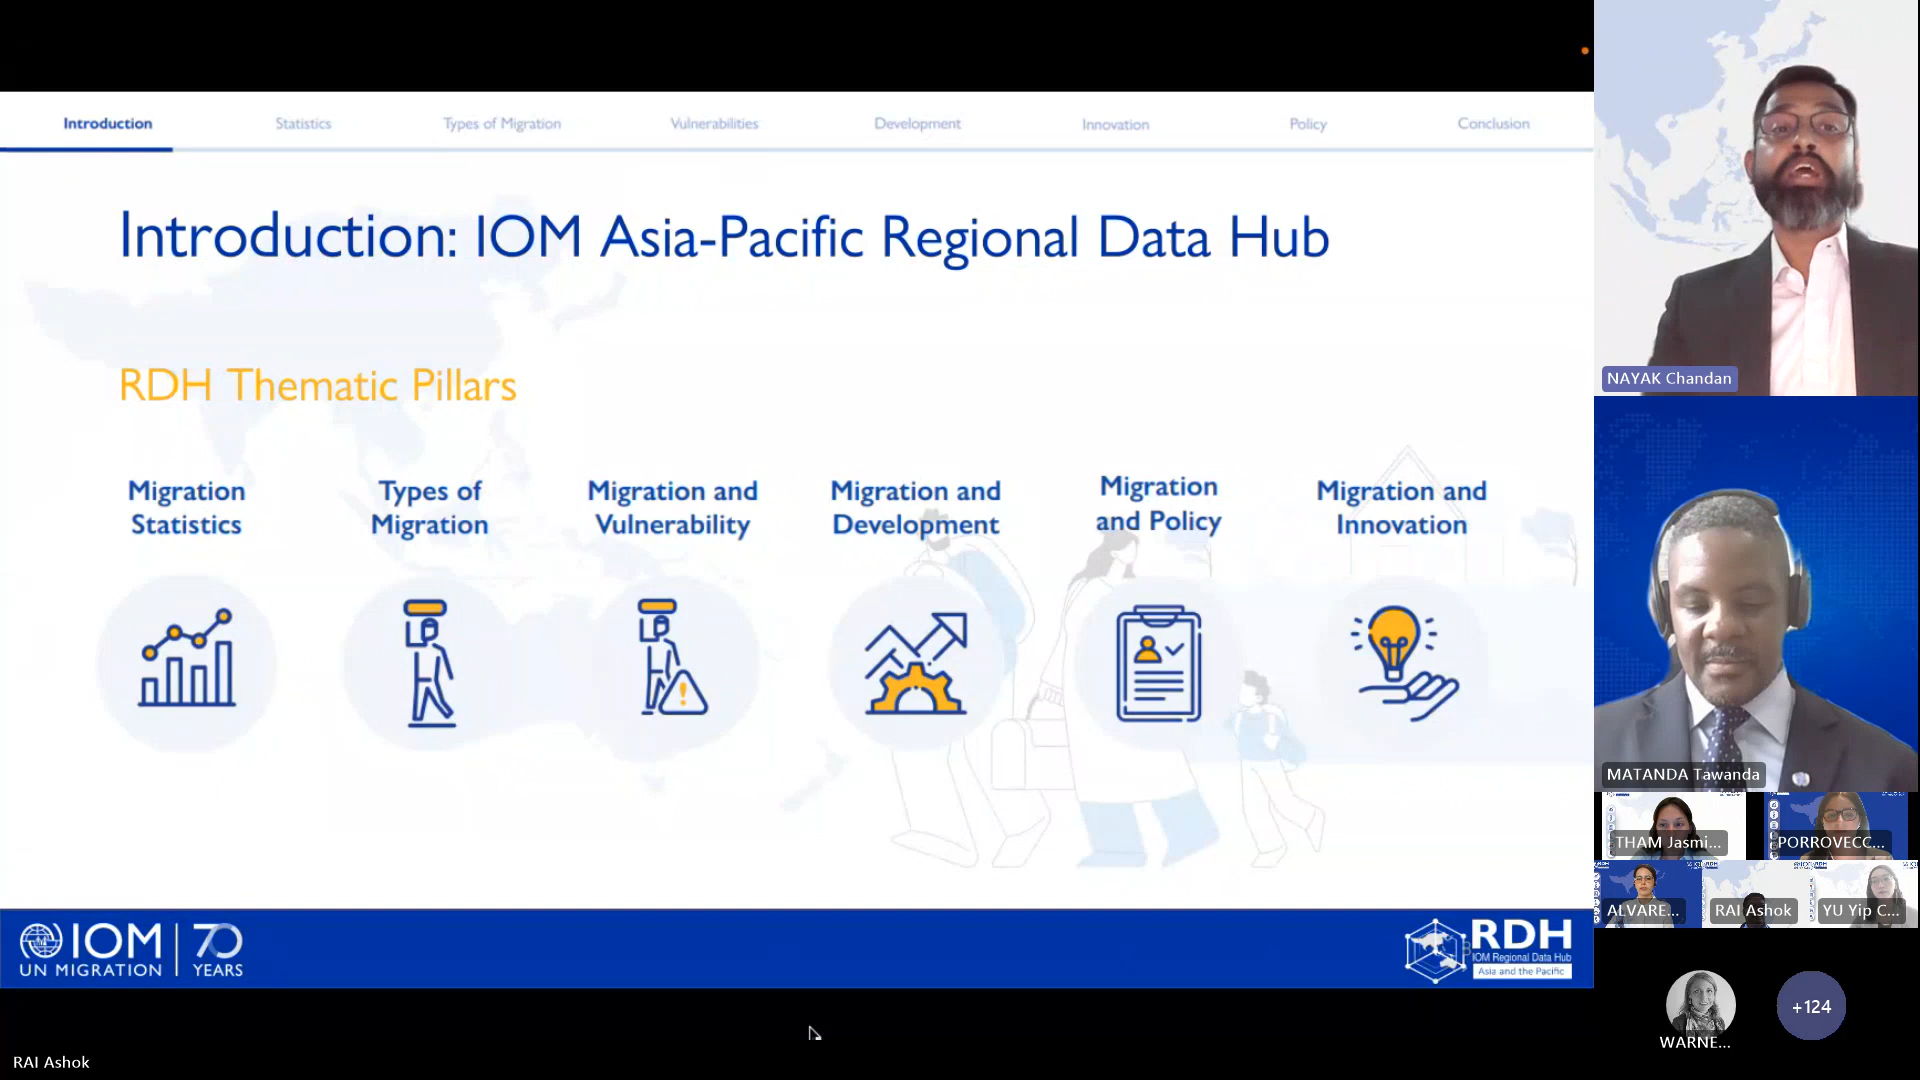 Introduction
Statistics
Types of Migration
Vulnerabilities
Development
Innovation
Policy
Conclusion
Introduction: IOM Asia-Pacific Regional Data Hub
RDH Thematic Pillars
Migration
Statistics
Types of
Migration
Migration and
Vulnerability
Migration and
Development
Migration
and Policy
Migration and
Innovation
IOM
UN MIGRATION
70
YEARS
RDH
IOM Regional Data Hub
Asia and the Pacific
RAI Ashok
NAYAK Chandan
MATANDA Tawanda
THAM Jasmi...
PORROVECC...
ALVARE...
RAI Ashok
YU Yip C...
WARNE...
+124